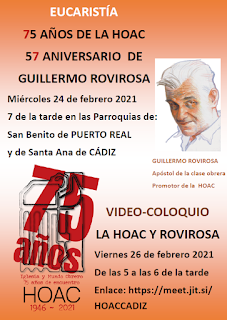 EUCARISTÍA
75 AÑOS DE LA HOAC
57 ANIVERSARIO DE
GUILLERMO ROVIROSA
Miércoles 24 de febrero 2021
7 de la tarde en las Parroquias de:
San Benito de PUERTO REAL
y de Santa Ana de CÁDIZ
GUILLERMO ROVIROSA
Apóstol de la clase obrera
Promotor de la HOAC
75
años
Iglesia y mundo obrero
75 años de encuentro
HOAC
1946 - 2021
VIDEO-COLOQUIO
LA HOAC Y ROVIROSA
Viernes 26 de febrero 2021
De las 5 a las 6 de la tarde
Enlace: https://meet.jit.si/
HOACCADIZ